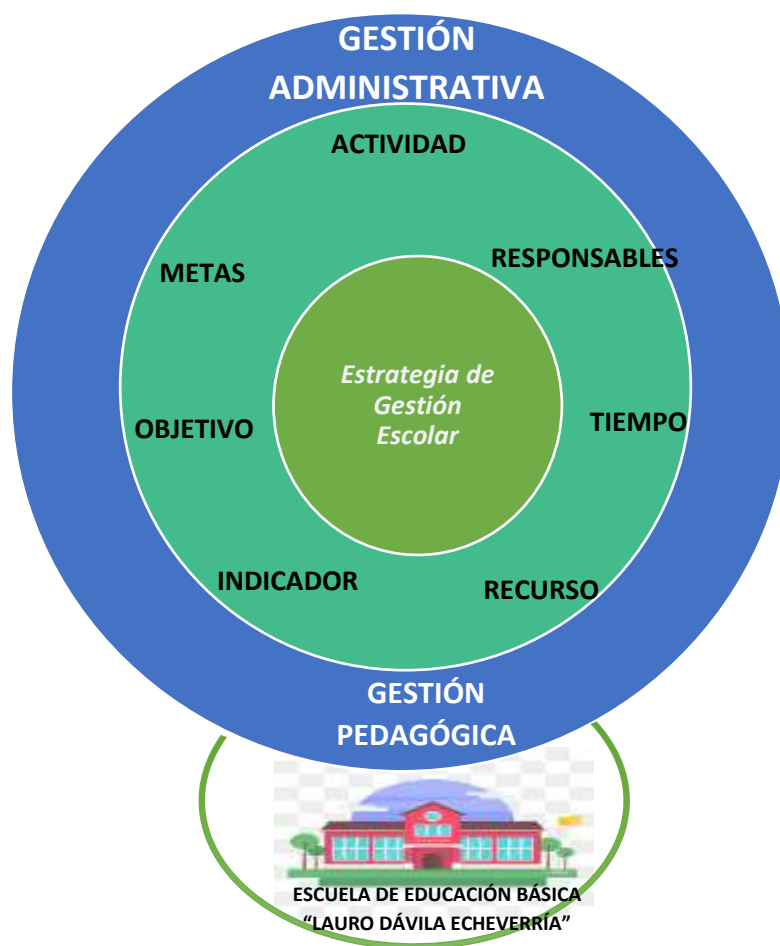 GESTIÓN
ADMINISTRATIVA
ACTIVIDAD
METAS
RESPONSABLES
Estrategia de
Gestión
Escolar
OBJETIVO
TIEMPO
INDICADOR
RECURSO
GESTIÓN
PEDAGÓGICA
ESCUELA DE EDUCACIÓN BÁSICA
“LAURO DÁVILA ECHEVERRÍA”